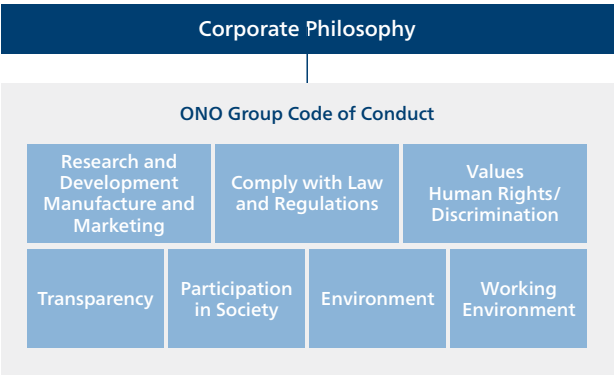 Corporate Philosophy
ONO Group Code of Conduct
Research and
Development
Manufacture and
Marketing
Comply with Law
and Regulations
Values
Human Rights/
Discrimination
Transparency
Participation
in Society
Environment
Working
Environment